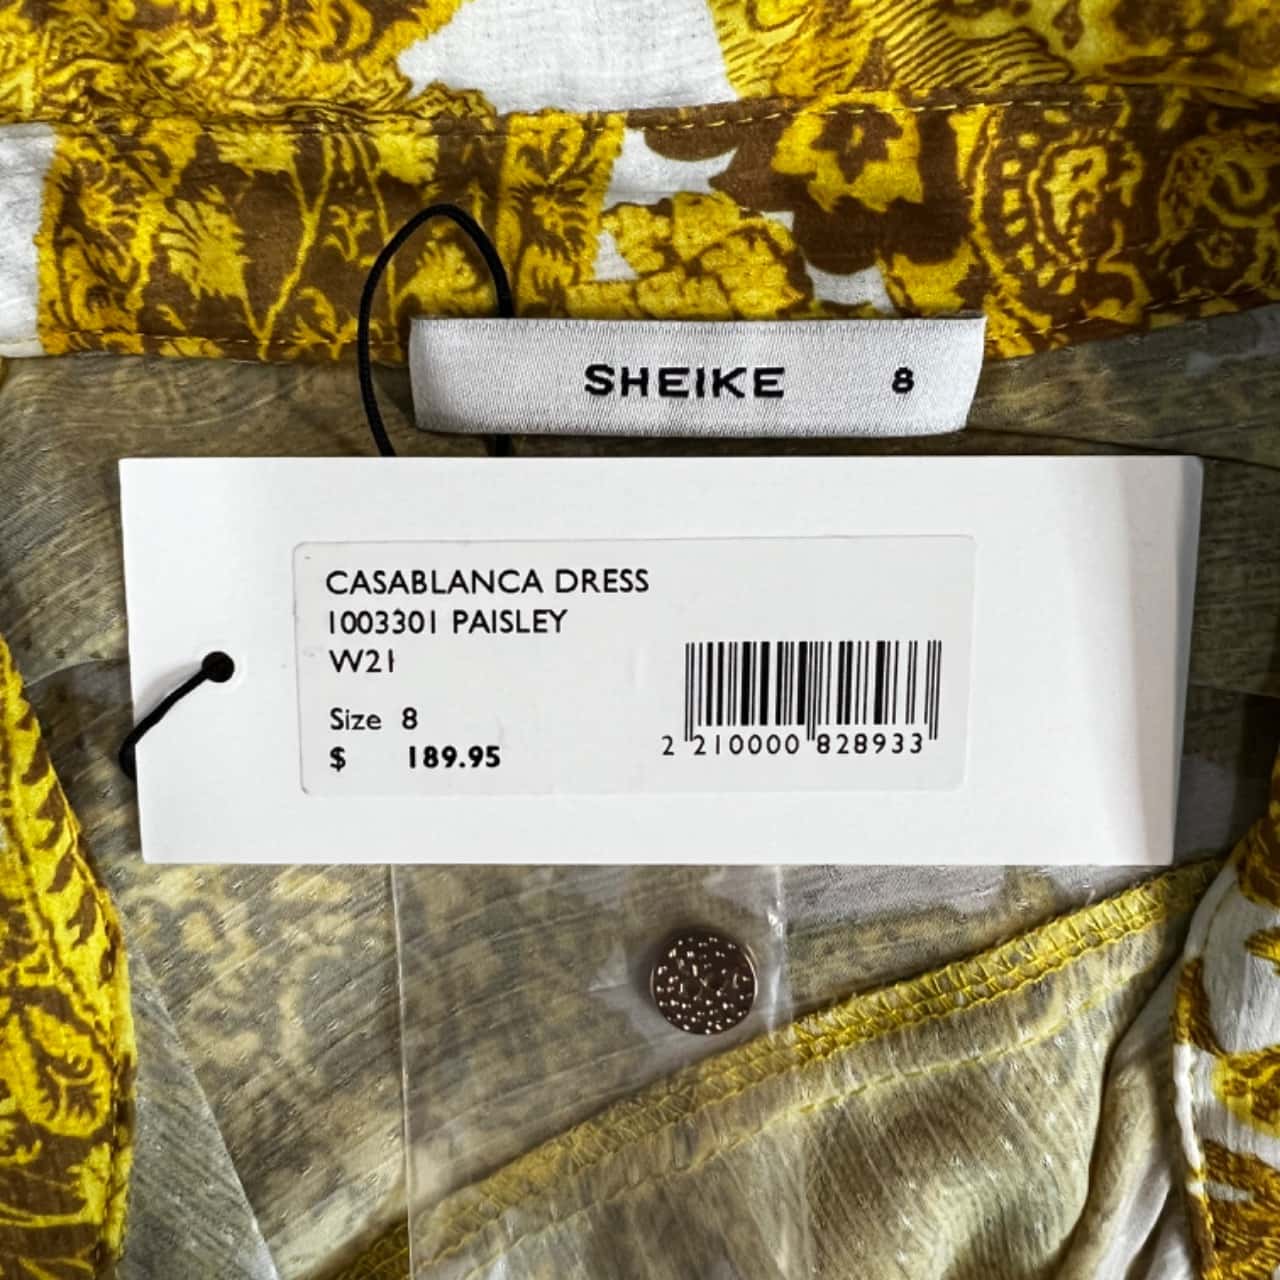 SHEIKE 8
CASABLANCA DRESS
1003301 PAISLEY
W21
Size 8
$ 189.95
2 210000 828933